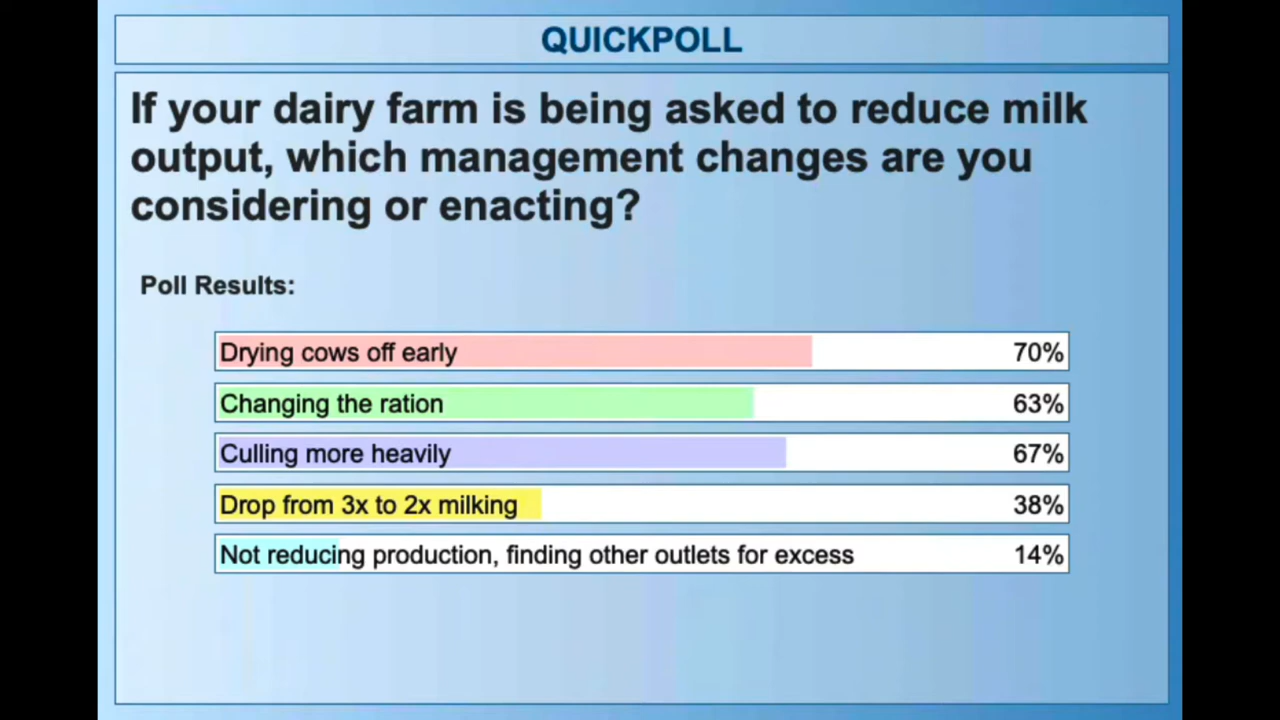 QUICKPOLL
If your dairy farm is being asked to reduce milk
output, which management changes are you
considering or enacting?
Poll Results:
Drying cows off early 70%
Changing the ration 63%
Culling more heavily 67%
Drop from 3x to 2x milking 38%
Not reducing production, finding other outlets for excess 14%